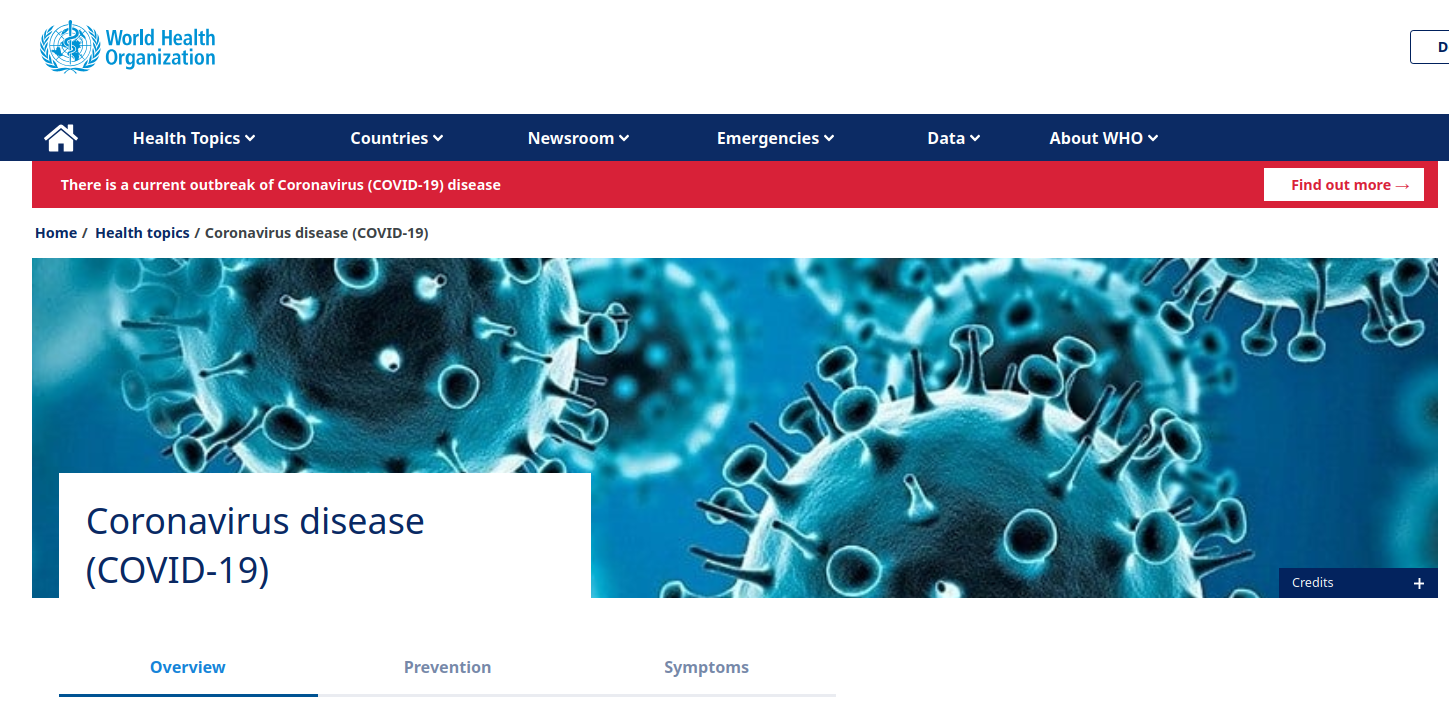 World Health
Organization
D
Health Topics Countries Newsroom Emergencies Data About WHO
There is a current outbreak of Coronavirus (COVID-19) disease
Find out more →
Home / Health topics / Coronavirus disease (COVID-19)
Coronavirus disease
(COVID-19)
Credits +
Overview Prevention Symptoms